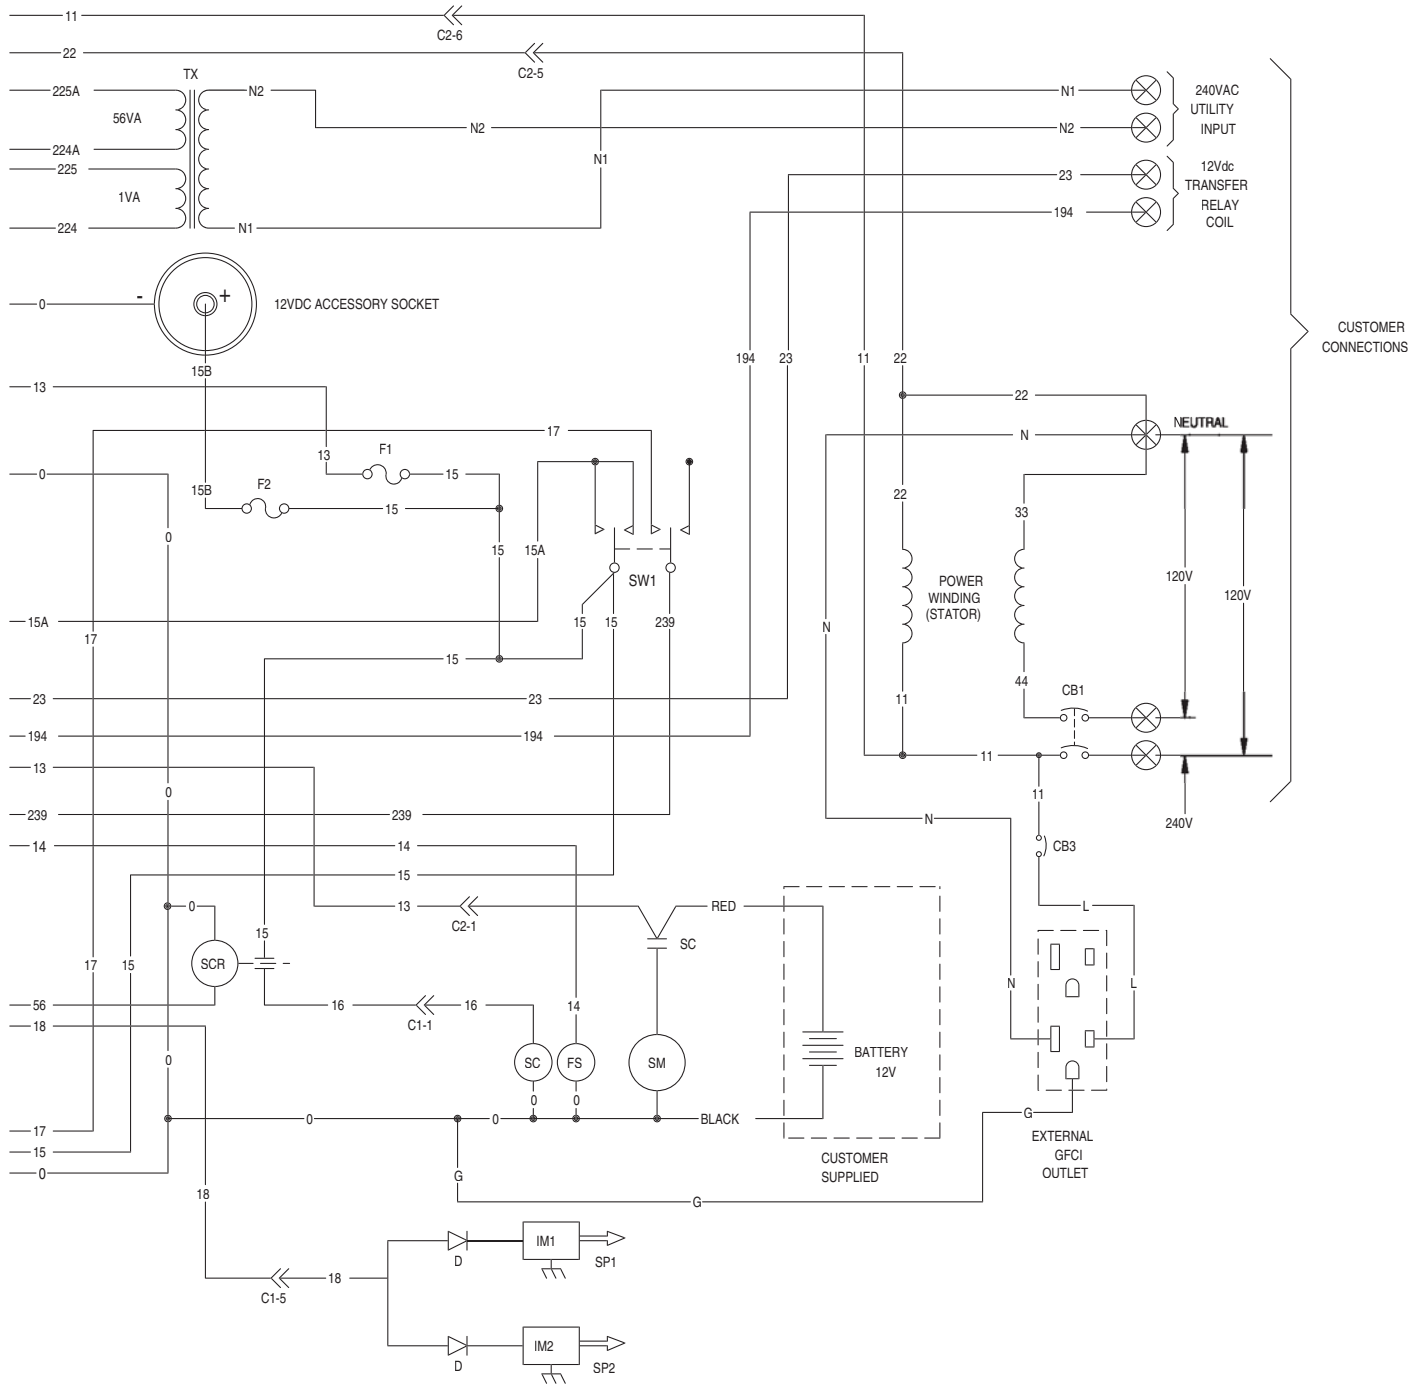 11
C2-6
22
C2-5
TX
225A
N2
N1
240VAC
UTILITY
INPUT
56VA
N2
N2
224A
225
N1
23
12Vdc
TRANSFER
RELAY
COIL
1VA
194
224
N1
0
-
+
12VDC ACCESSORY SOCKET
CUSTOMER
CONNECTIONS
194
23
11
22
15B
13
22
17
N
NEUTRAL
F1
13
0
15
F2
15B
22
33
15
0
15
15A
SW1
POWER
WINDING
(STATOR)
120V
120V
15A
15
15
239
N
17
15
44
CB1
23
23
11
194
194
11
13
0
11
239
239
N
240V
14
14
CB3
15
0
13
C2-1
RED
L
SC
15
SCR
17
15
N
L
56
16
C1-1
16
14
18
0
SC
FS
SM
BATTERY
12V
0
0
0
0
BLACK
G
17
15
0
EXTERNAL
GFCI
OUTLET
CUSTOMER
SUPPLIED
G
18
G
IM1
D
SP1
18
C1-5
IM2
D
SP2